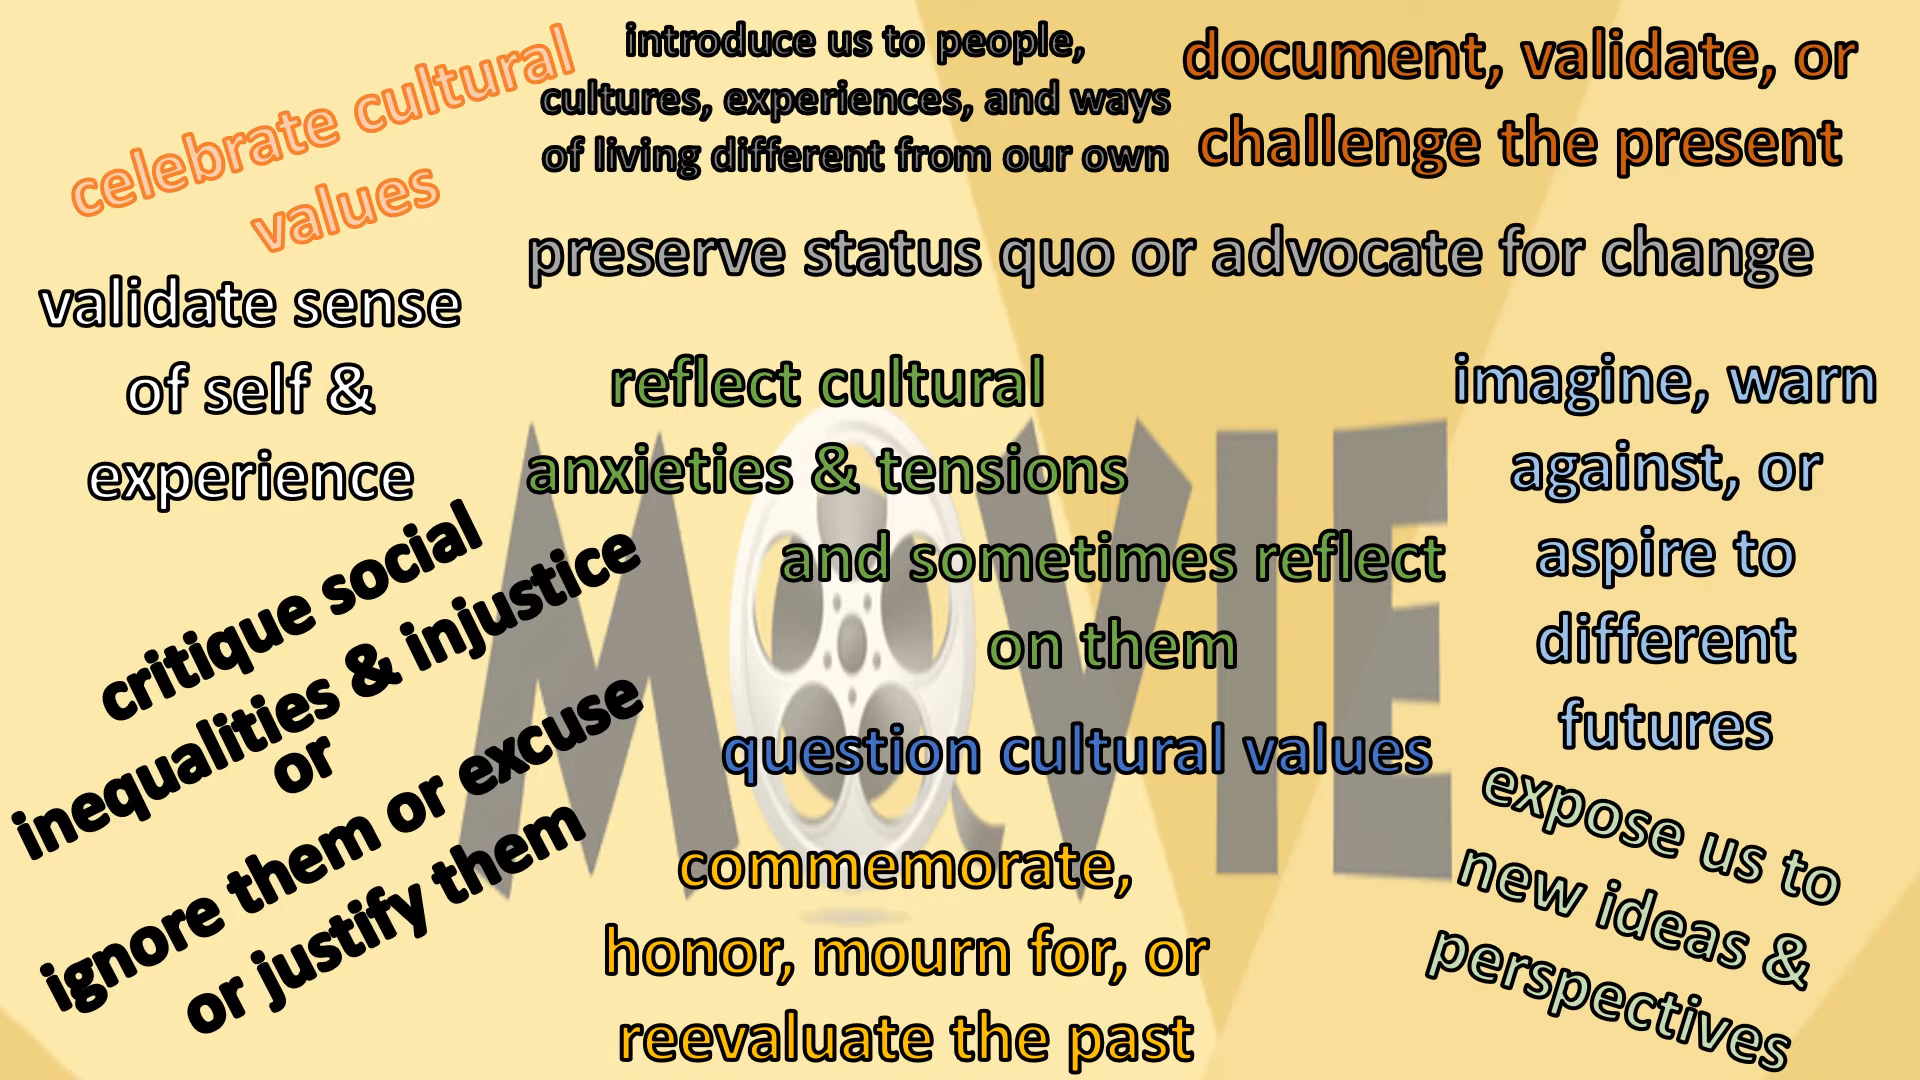 celebrate cultural
values
introduce us to people,
cultures, experiences, and ways
of living different from our own
document, validate, or
challenge the present
preserve status quo or advocate for change
validate sense
of self &
experience
reflect cultural
anxieties & tensions
and sometimes reflect
on them
imagine, warn
against, or
aspire to
different
futures
critique social
inequalities & injustice
or
ignore them or excuse
or justify them
MOVIE
question cultural values
commemorate,
honor, mourn for, or
reevaluate the past
expose us to
new ideas &
perspectives